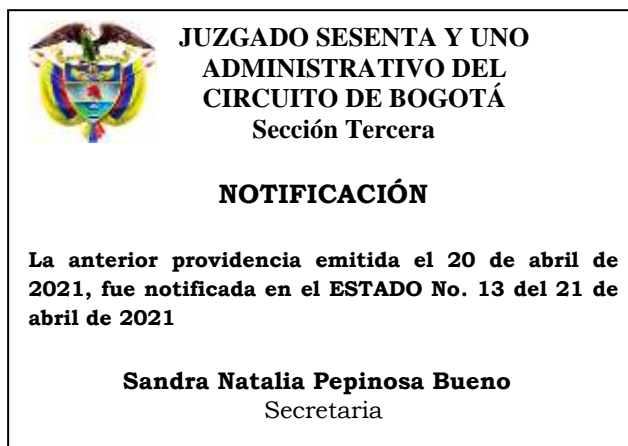 JUZGADO SESENTA Y UNO
ADMINISTRATIVO DEL
CIRCUITO DE BOGOTÁ
Sección Tercera
NOTIFICACIÓN
La anterior providencia emitida el 20 de abril de
2021, fue notificada en el ESTADO No. 13 del 21 de
abril de 2021
Sandra Natalia Pepinosa Bueno
Secretaria